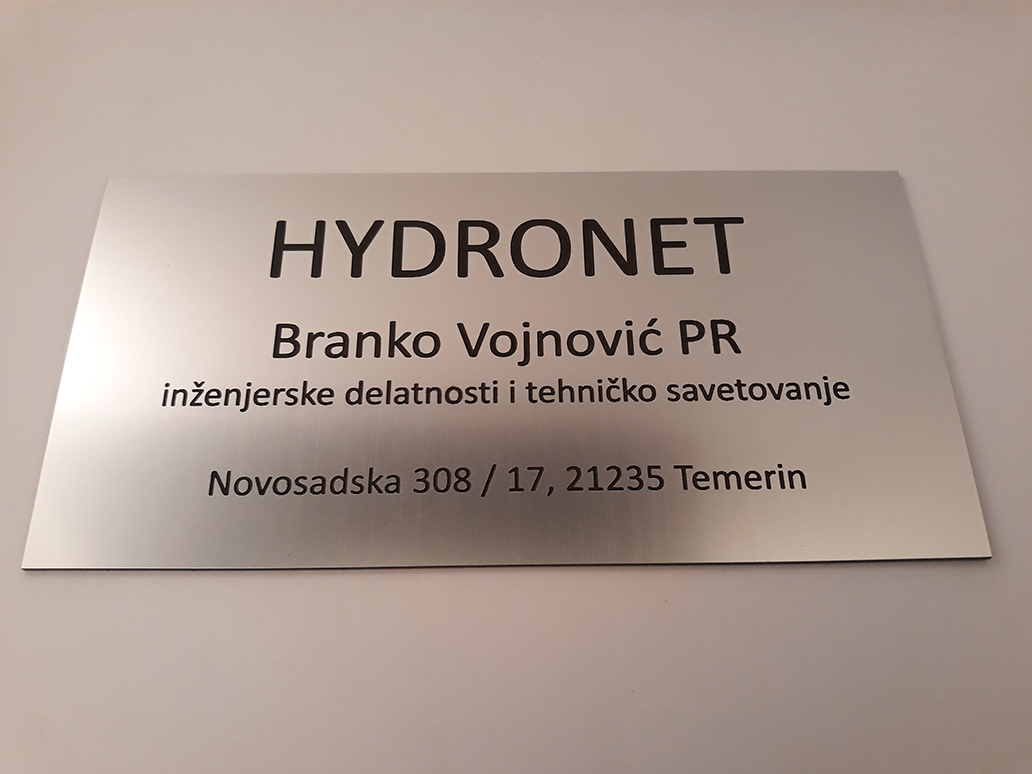 HYDRONET
Branko Vojnović PR
inženjerske delatnosti i tehničko savetovanje
Novosadska 308 / 17, 21235 Temerin